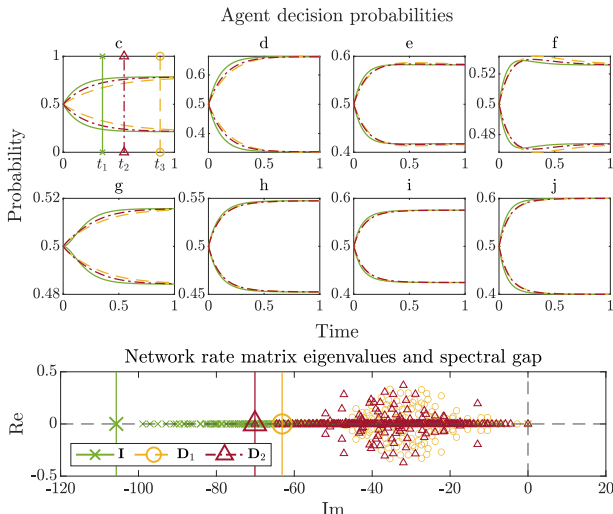 Agent decision probabilities
c d e f
1 0.5 0
0 t1 t2 t3 1
0.6 0.5 0.4
0 0.5 1
0.6 0.5 0.4
0 0.5 1
0.52 0.5 0.48
0 0.5 1
Probability
g h i j
0.52 0.5 0.48
0 0.5 1
0.55 0.5 0.45
0 0.5 1
0.6 0.5 0.4
0 0.5 1
0.6 0.5 0.4
0 0.5 1
Time
Network rate matrix eigenvalues and spectral gap
0.5
Re 0
-0.5
I D1 D2
-120 -100 -80 -60 -40 -20 0 20
Im